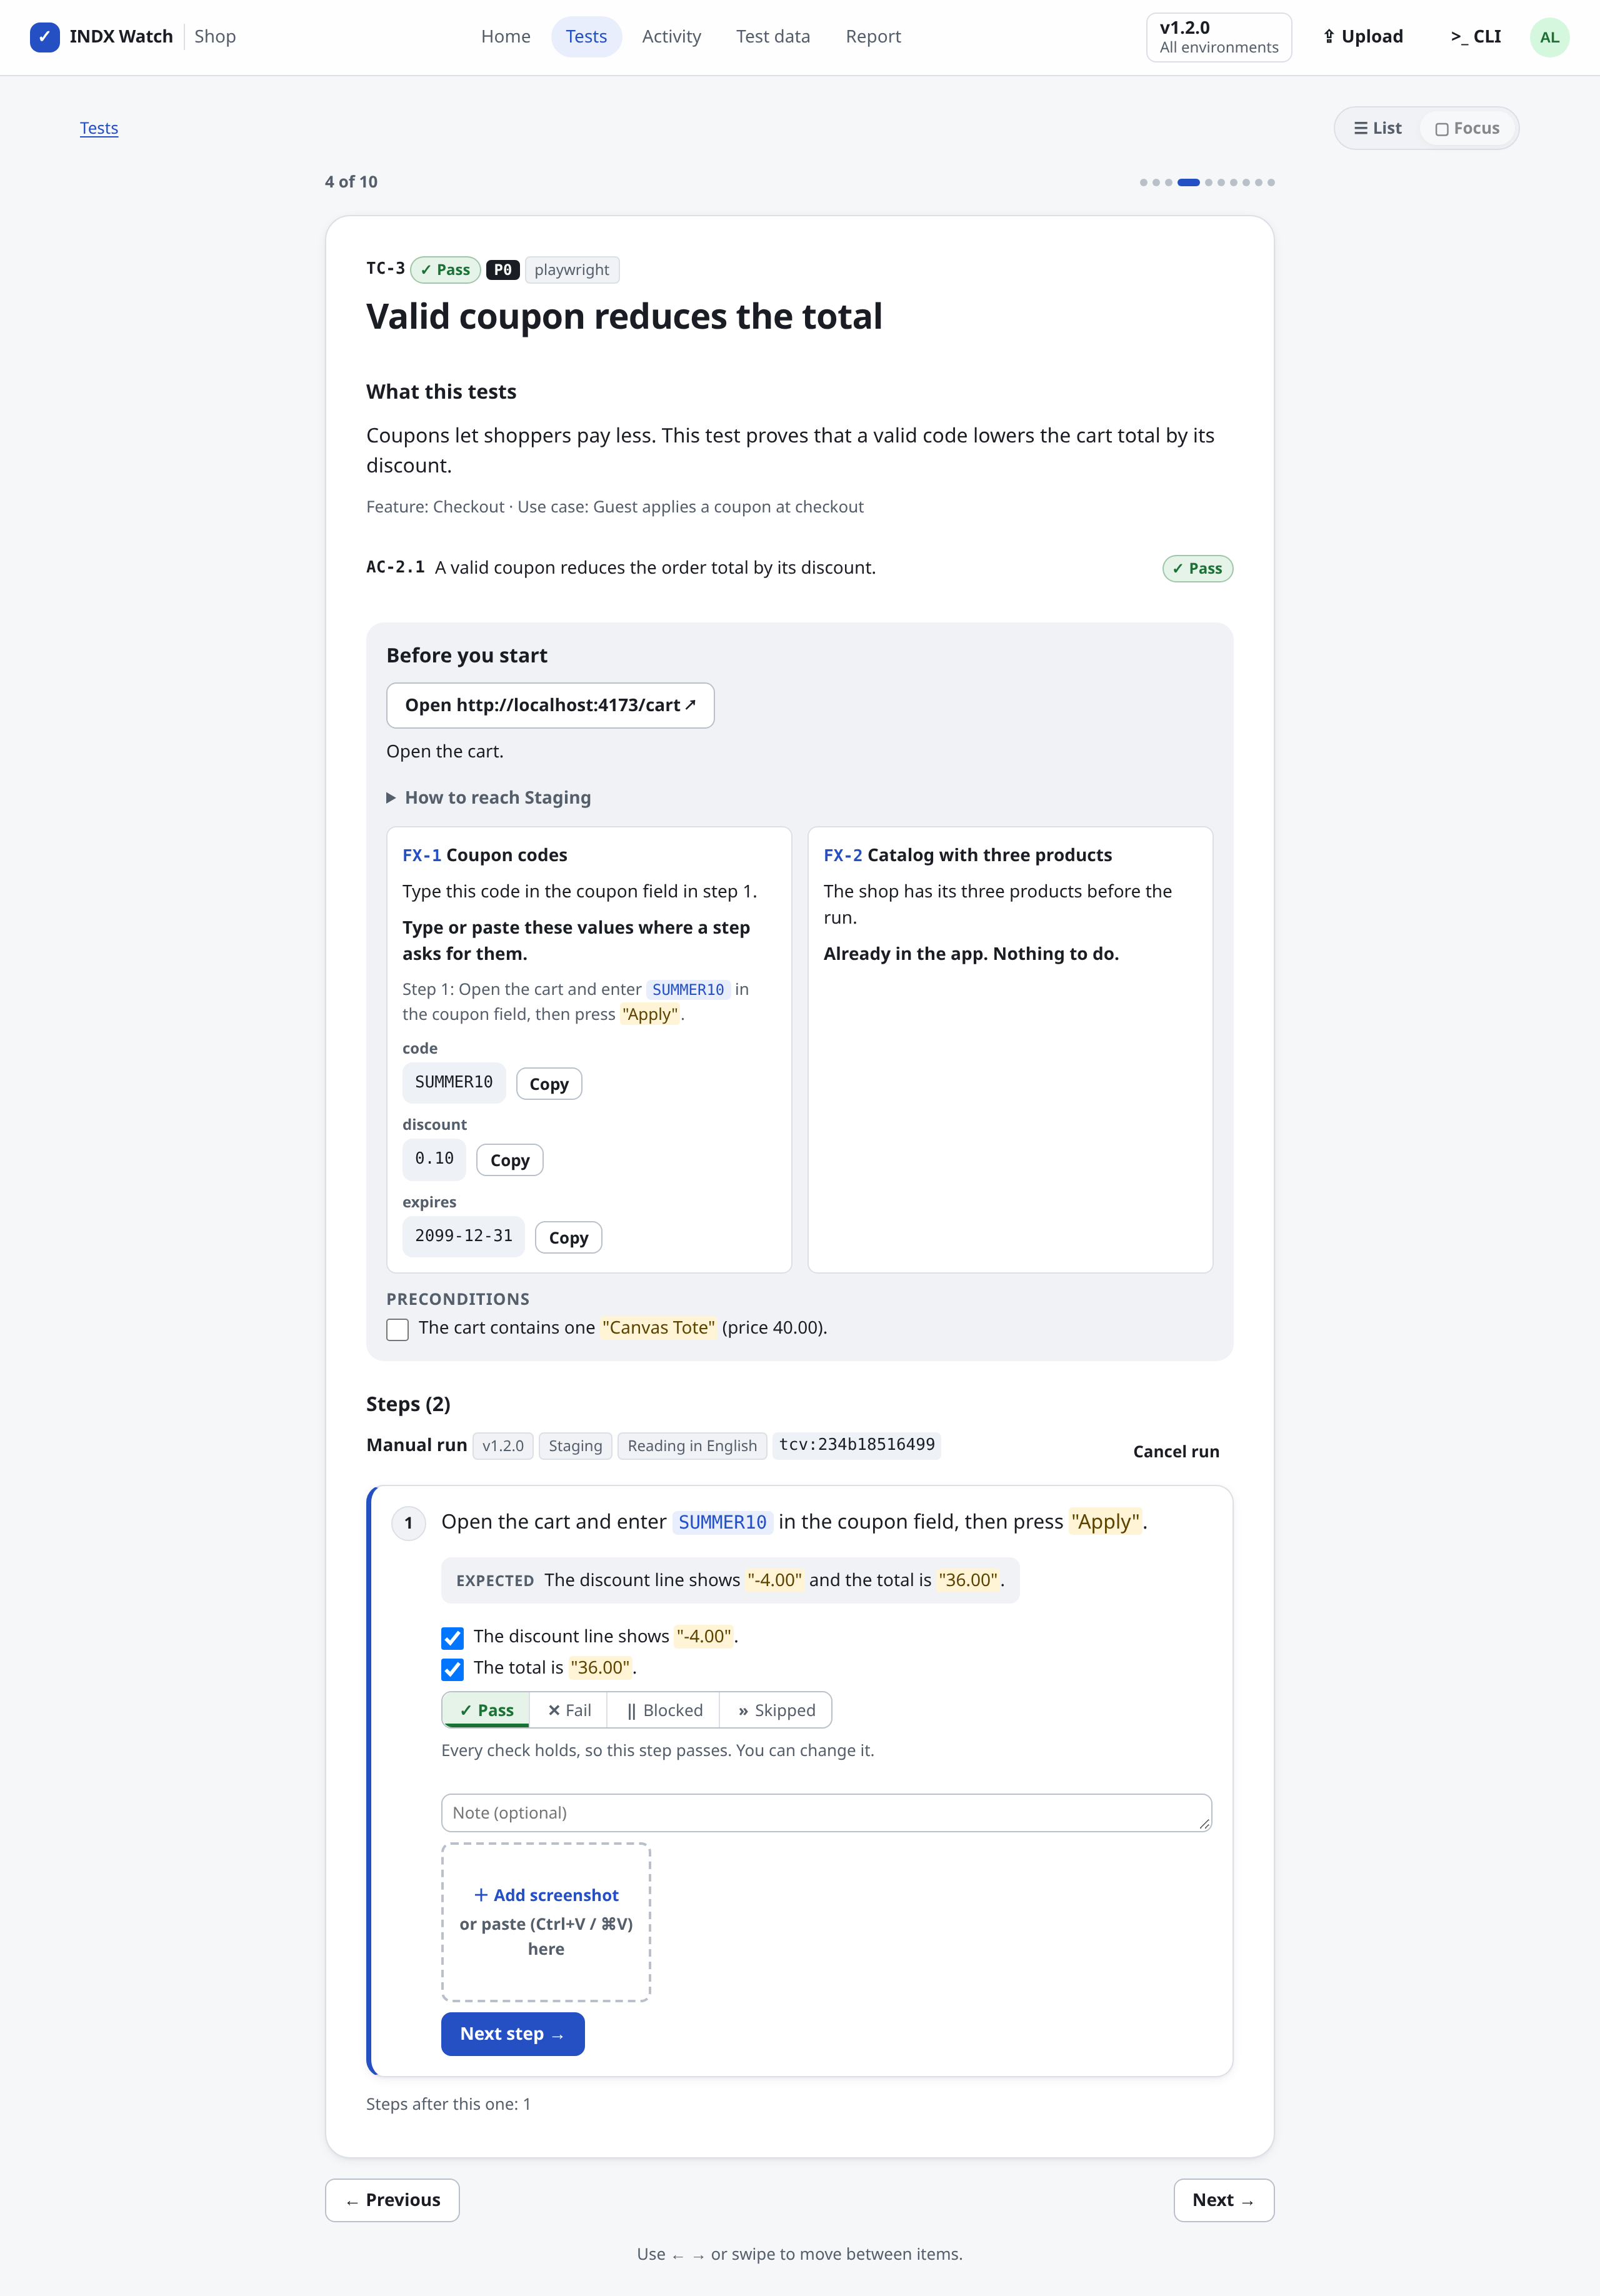 ✓ INDX Watch Shop
Home Tests Activity Test data Report
v1.2.0
All environments
⇪ Upload
>_ CLI
AL
Tests
☰ List ▢ Focus
4 of 10
TC-3 ✓ Pass P0 playwright
Valid coupon reduces the total
What this tests
Coupons let shoppers pay less. This test proves that a valid code lowers the cart total by its
discount.
Feature: Checkout · Use case: Guest applies a coupon at checkout
AC-2.1 A valid coupon reduces the order total by its discount. ✓ Pass
Before you start
Open http://localhost:4173/cart ↗
Open the cart.
▶ How to reach Staging
FX-1 Coupon codes
Type this code in the coupon field in step 1.
Type or paste these values where a step
asks for them.
Step 1: Open the cart and enter SUMMER10 in
the coupon field, then press "Apply".
code
SUMMER10 Copy
discount
0.10 Copy
expires
2099-12-31 Copy
FX-2 Catalog with three products
The shop has its three products before the
run.
Already in the app. Nothing to do.
PRECONDITIONS
The cart contains one "Canvas Tote" (price 40.00).
Steps (2)
Manual run v1.2.0 Staging Reading in English tcv:234b18516499 Cancel run
1 Open the cart and enter SUMMER10 in the coupon field, then press "Apply".
EXPECTED The discount line shows "-4.00" and the total is "36.00".
The discount line shows "-4.00".
The total is "36.00".
✓ Pass ✕ Fail || Blocked » Skipped
Every check holds, so this step passes. You can change it.
Note (optional)
+ Add screenshot
or paste (Ctrl+V / ⌘V)
here
Next step →
Steps after this one: 1
← Previous Next →
Use ← → or swipe to move between items.